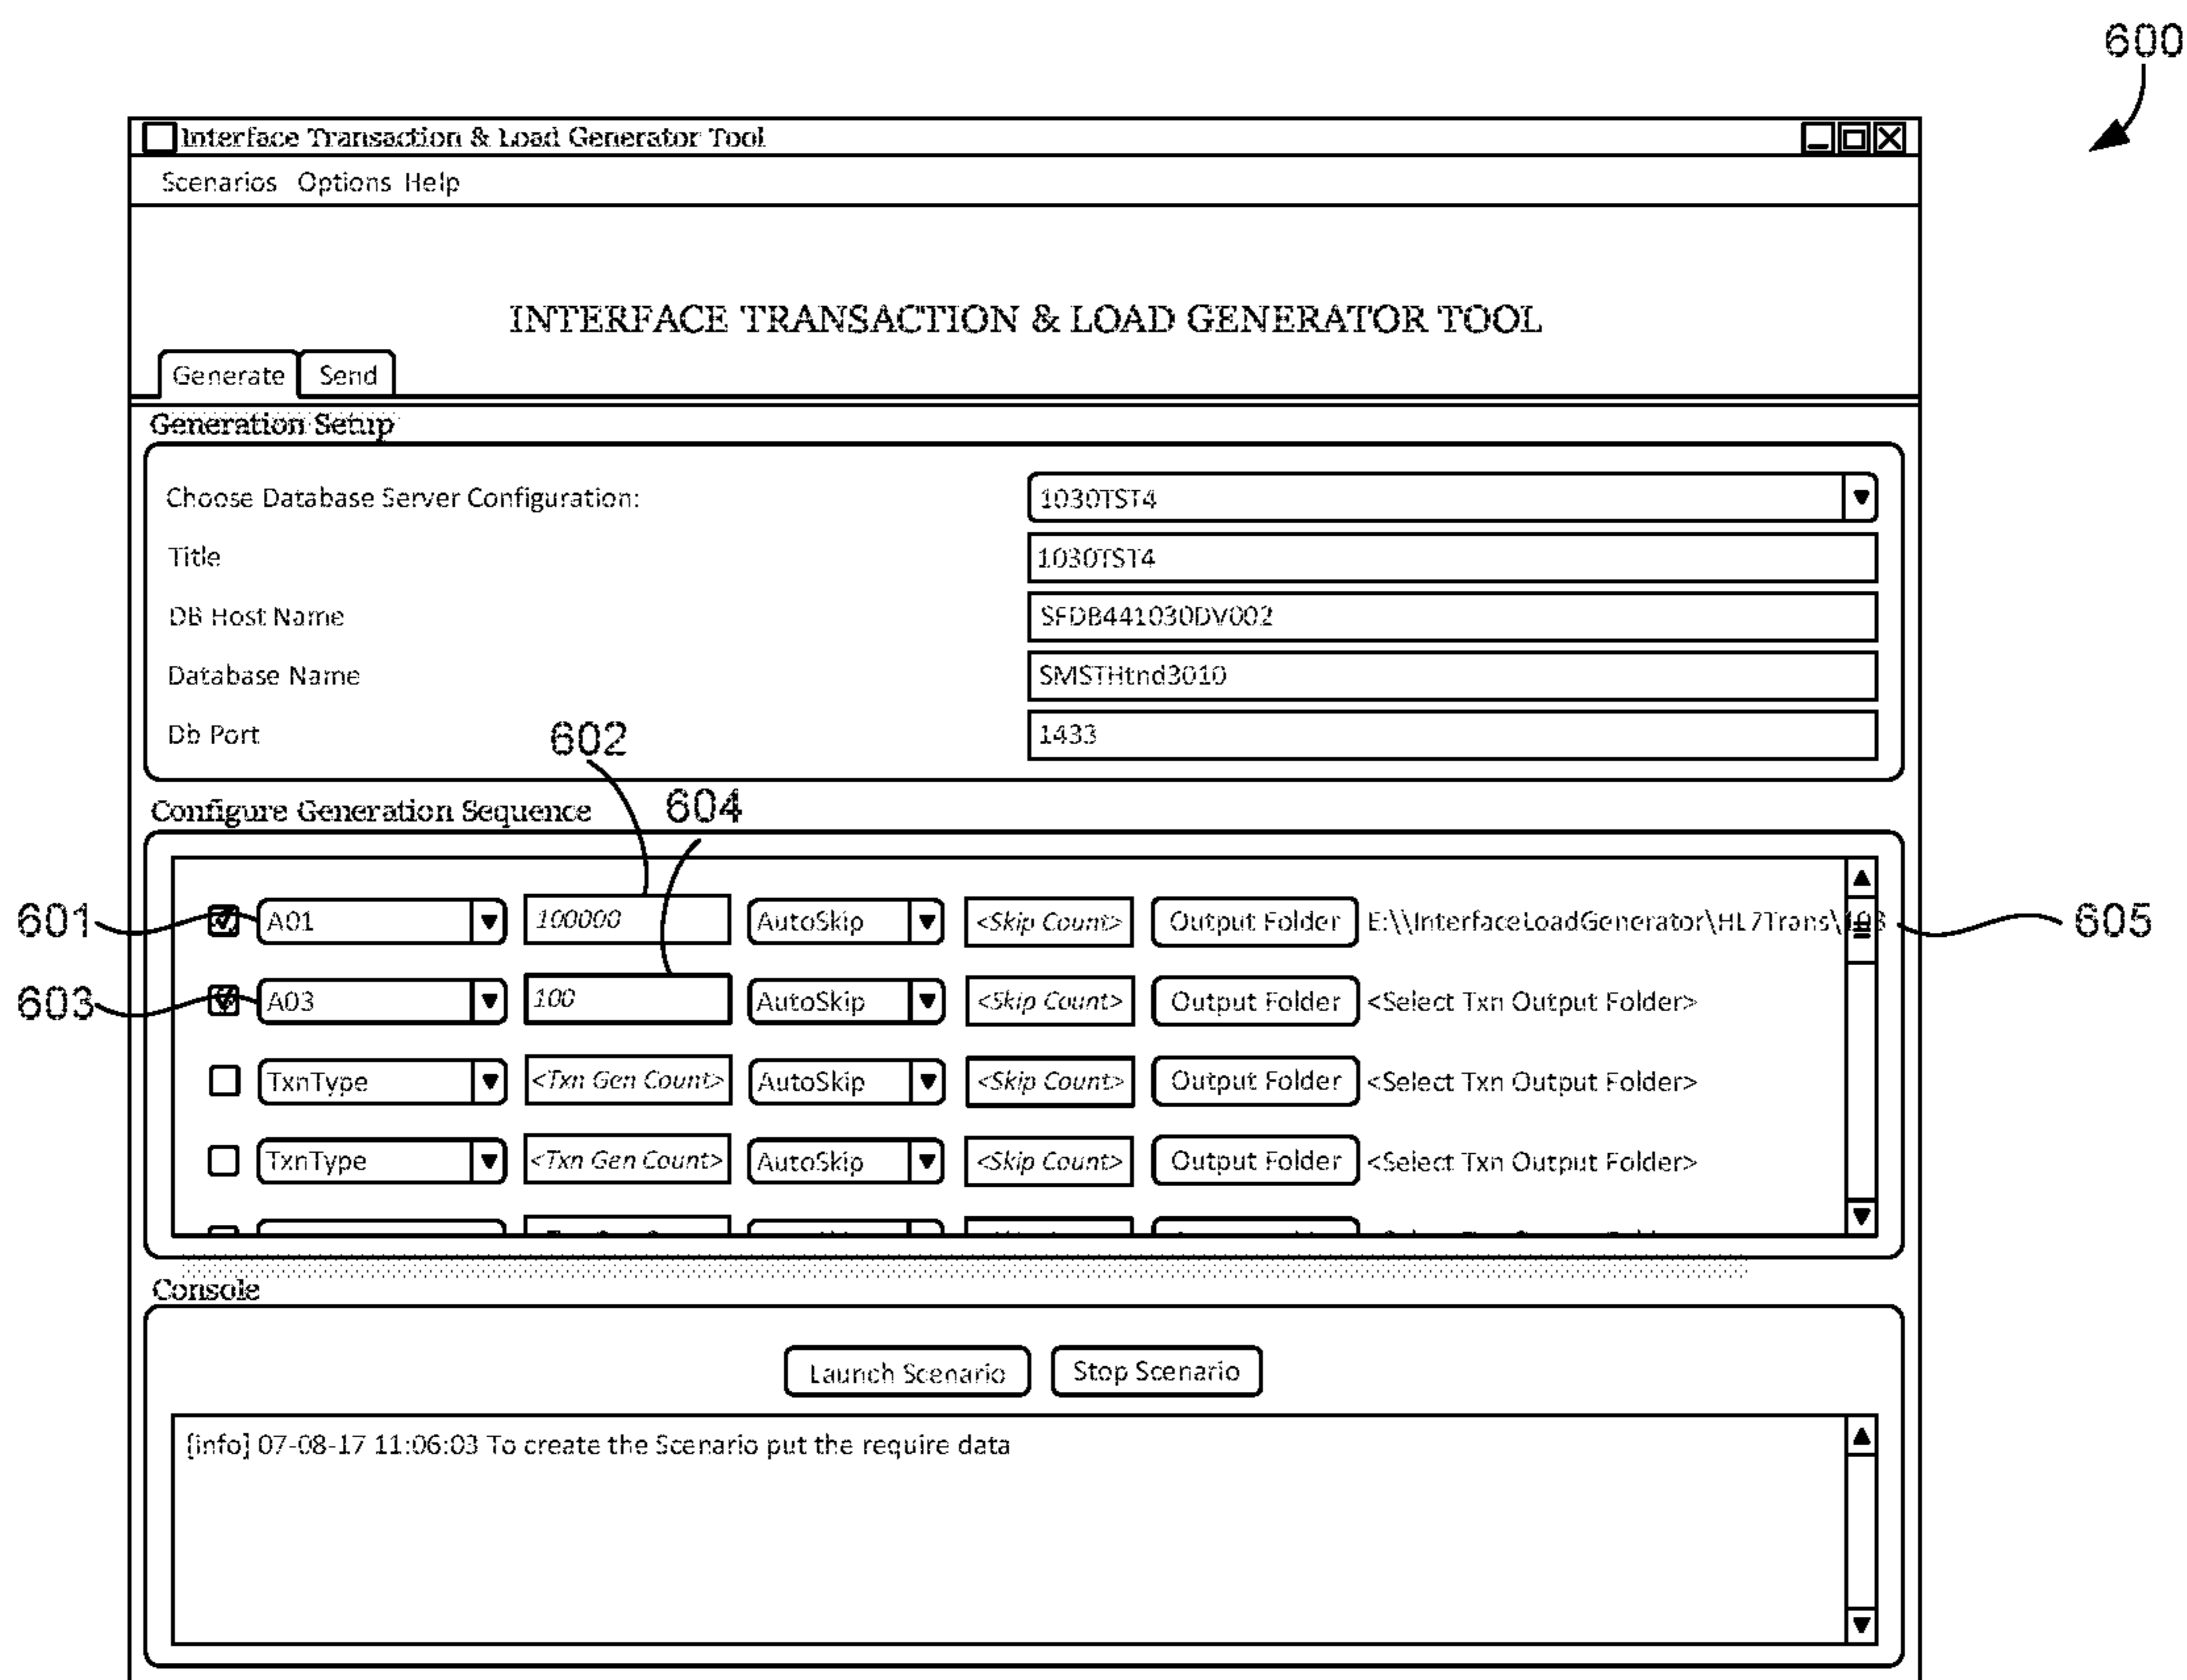 600
Interface Transaction & Load Generator Tool
Scenarios Options Help
INTERFACE TRANSACTION & LOAD GENERATOR TOOL
Generate Send
Generation Setup
Choose Database Server Configuration: 1030TST4
Title 1030TST4
DB Host Name SFDB441030DV002
Database Name SMSTHtnd3010
Db Port 1433
602
Configure Generation Sequence 604
601 A01 100000 AutoSkip <Skip Count> Output Folder E:\\InterfaceLoadGenerator\HL7Trans\103 605
603 A03 100 AutoSkip <Skip Count> Output Folder <Select Txn Output Folder>
TxnType <Txn Gen Count> AutoSkip <Skip Count> Output Folder <Select Txn Output Folder>
TxnType <Txn Gen Count> AutoSkip <Skip Count> Output Folder <Select Txn Output Folder>
Console
Launch Scenario Stop Scenario
[info] 07-08-17 11:06:03 To create the Scenario put the require data